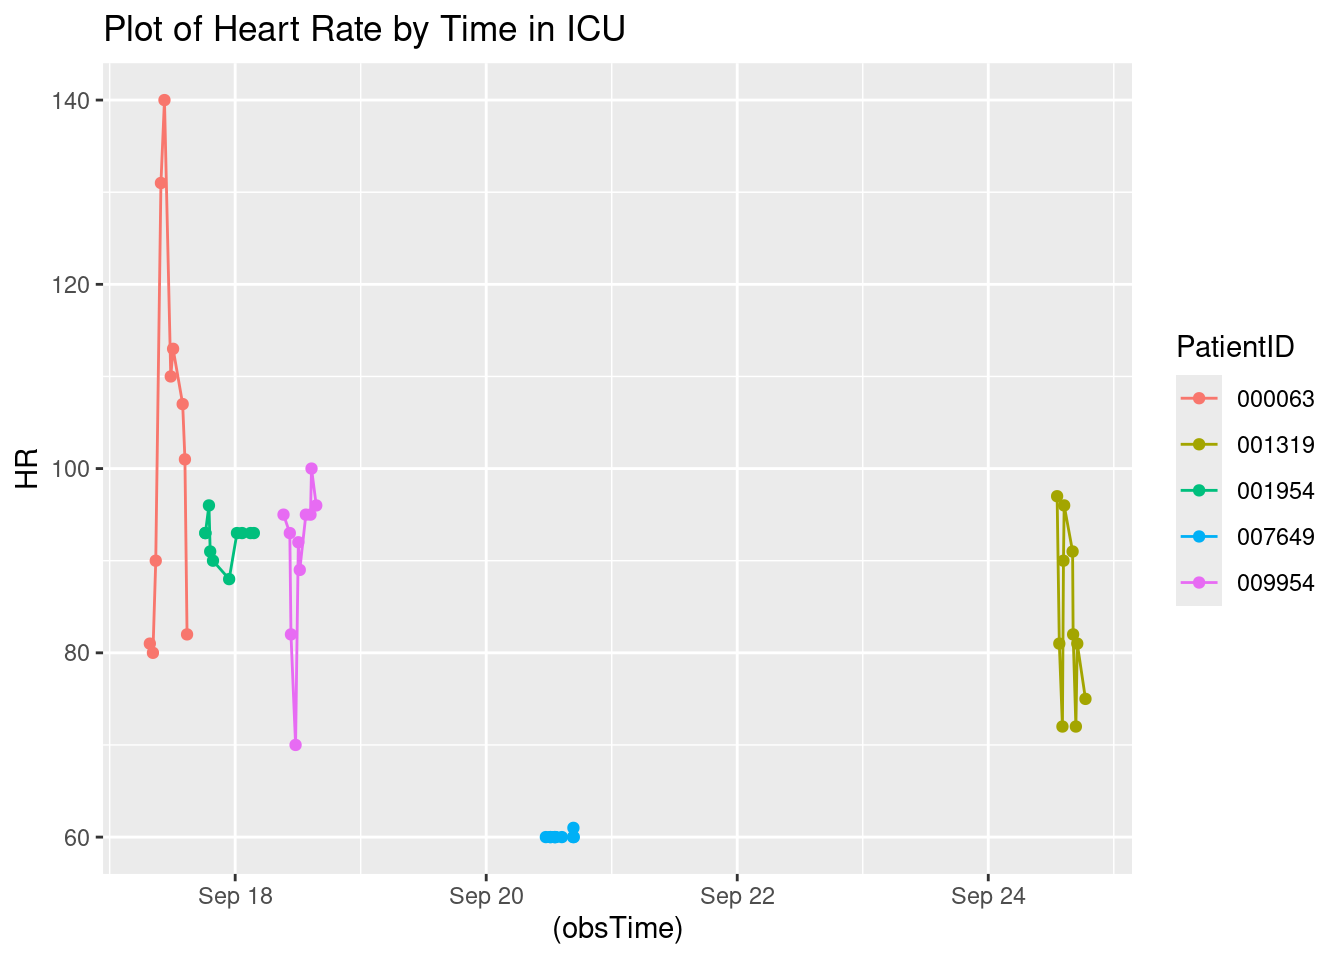 Plot of Heart Rate by Time in ICU
140
120
100
80
60
HR
Sep 18
Sep 20
Sep 22
Sep 24
(obsTime)
PatientID
000063
001319
001954
007649
009954